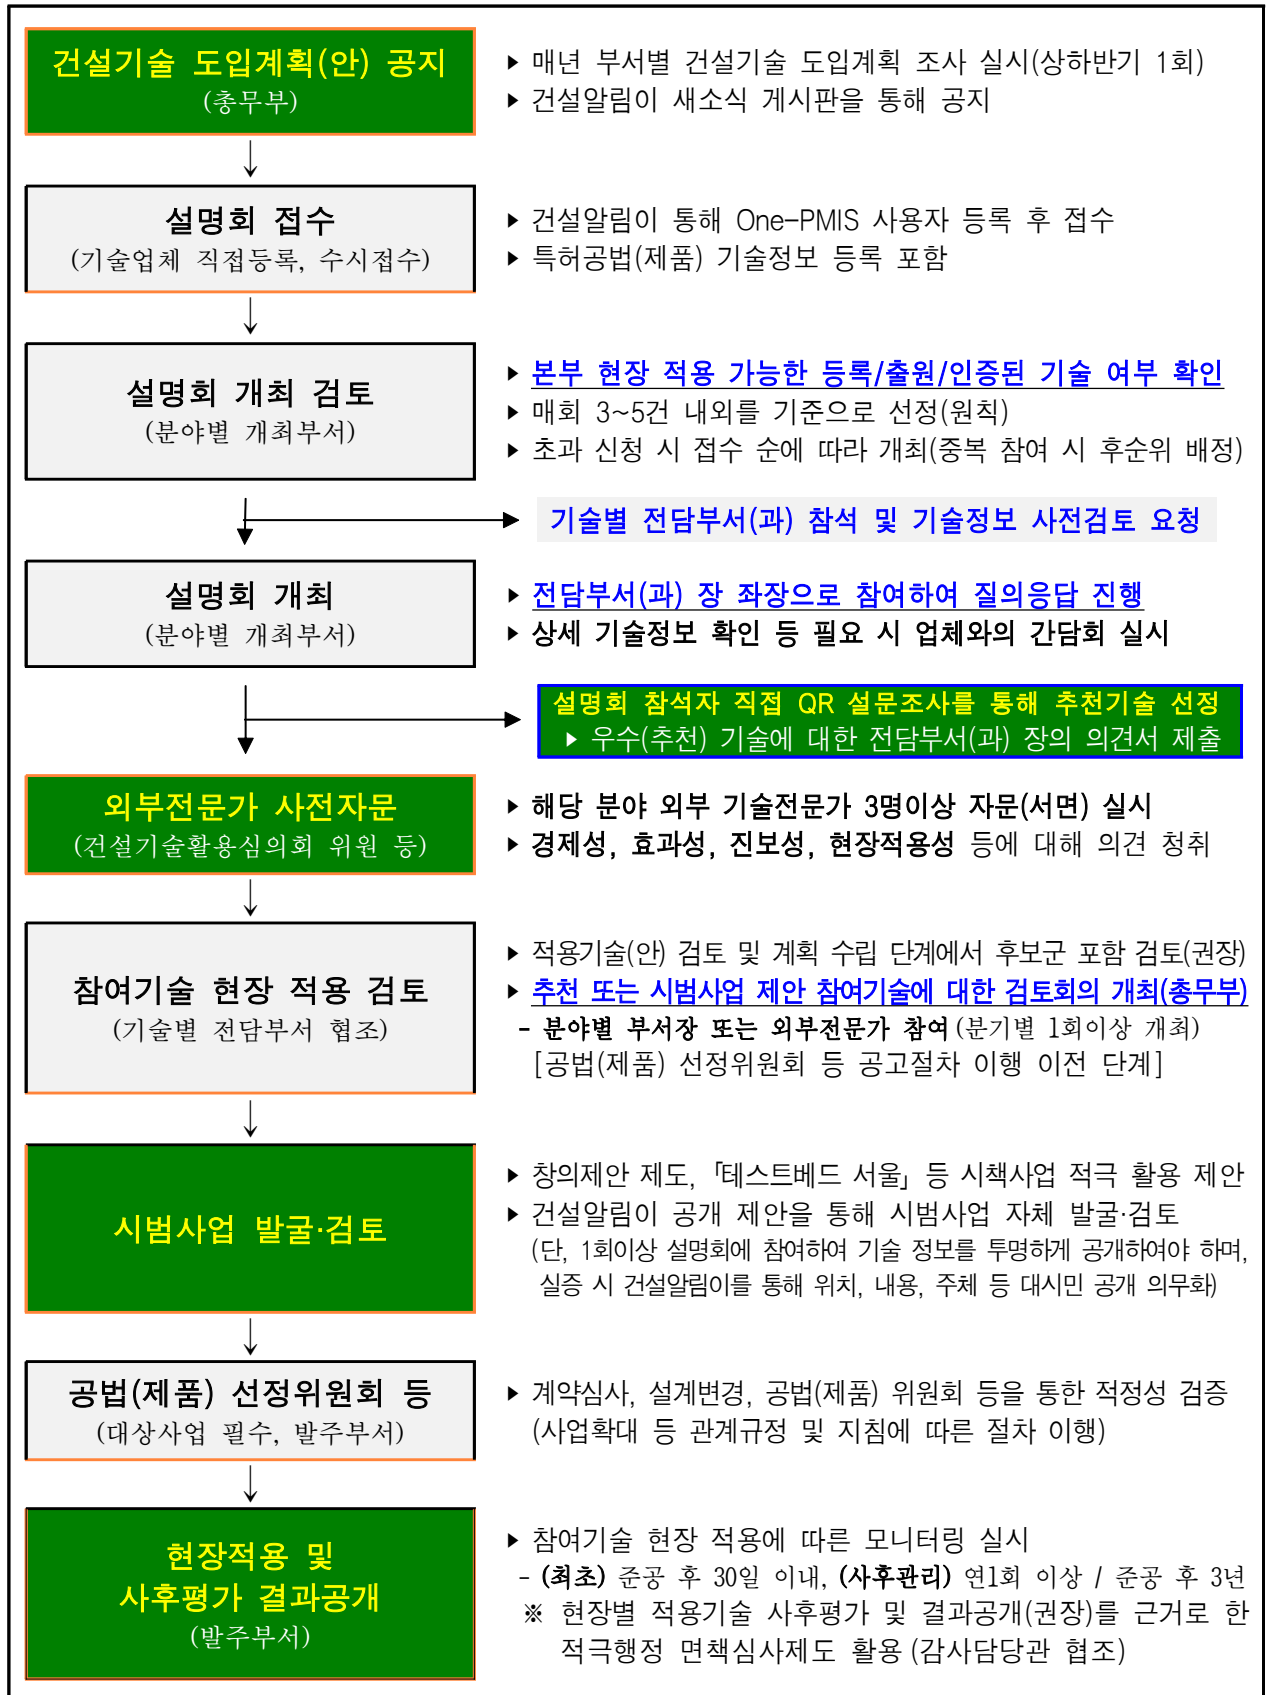 건설기술 도입계획(안) 공지
(총무부)
▸ 매년 부서별 건설기술 도입계획 조사 실시(상하반기 1회)
▸ 건설알림이 새소식 게시판을 통해 공지
설명회 접수
(기술업체 직접등록, 수시접수)
▸ 건설알림이 통해 One-PMIS 사용자 등록 후 접수
▸ 특허공법(제품) 기술정보 등록 포함
설명회 개최 검토
(분야별 개최부서)
▸ 본부 현장 적용 가능한 등록/출원/인증된 기술 여부 확인
▸ 매회 3~5건 내외를 기준으로 선정(원칙)
▸ 초과 신청 시 접수 순에 따라 개최(중복 참여 시 후순위 배정)
기술별 전담부서(과) 참석 및 기술정보 사전검토 요청
설명회 개최
(분야별 개최부서)
▸ 전담부서(과) 장 좌장으로 참여하여 질의응답 진행
▸ 상세 기술정보 확인 등 필요 시 업체와의 간담회 실시
설명회 참석자 직접 QR 설문조사를 통해 추천기술 선정
▸ 우수(추천) 기술에 대한 전담부서(과) 장의 의견서 제출
외부전문가 사전자문
(건설기술활용심의회 위원 등)
▸ 해당 분야 외부 기술전문가 3명이상 자문(서면) 실시
▸ 경제성, 효과성, 진보성, 현장적용성 등에 대해 의견 청취
참여기술 현장 적용 검토
(기술별 전담부서 협조)
▸ 적용기술(안) 검토 및 계획 수립 단계에서 후보군 포함 검토(권장)
▸ 추천 또는 시범사업 제안 참여기술에 대한 검토회의 개최(총무부)
- 분야별 부서장 또는 외부전문가 참여 (분기별 1회이상 개최)
[공법(제품) 선정위원회 등 공고절차 이행 이전 단계]
시범사업 발굴·검토
▸ 창의제안 제도, 「테스트베드 서울」 등 시책사업 적극 활용 제안
▸ 건설알림이 공개 제안을 통해 시범사업 자체 발굴·검토
(단, 1회이상 설명회에 참여하여 기술 정보를 투명하게 공개하여야 하며,
실증 시 건설알림이를 통해 위치, 내용, 주체 등 대시민 공개 의무화)
공법(제품) 선정위원회 등
(대상사업 필수, 발주부서)
▸ 계약심사, 설계변경, 공법(제품) 위원회 등을 통한 적정성 검증
(사업확대 등 관계규정 및 지침에 따른 절차 이행)
현장적용 및
사후평가 결과공개
(발주부서)
▸ 참여기술 현장 적용에 따른 모니터링 실시
- (최초) 준공 후 30일 이내, (사후관리) 연1회 이상 / 준공 후 3년
※ 현장별 적용기술 사후평가 및 결과공개(권장)를 근거로 한
적극행정 면책심사제도 활용 (감사담당관 협조)